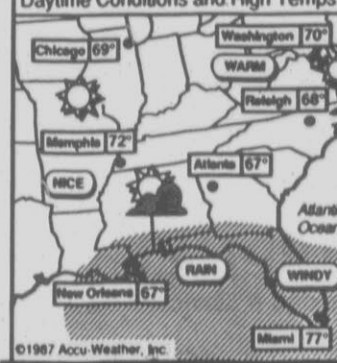 Daytime Conditions and High Temps
Washington 70°
Chicago 69°
WARM
Raleigh 68°
Memphis 72°
Atlanta 67°
NICE
Atlantic
Ocean
RAIN
WINDY
New Orleans 67°
Miami 77°
©1987 Accu-Weather, Inc.